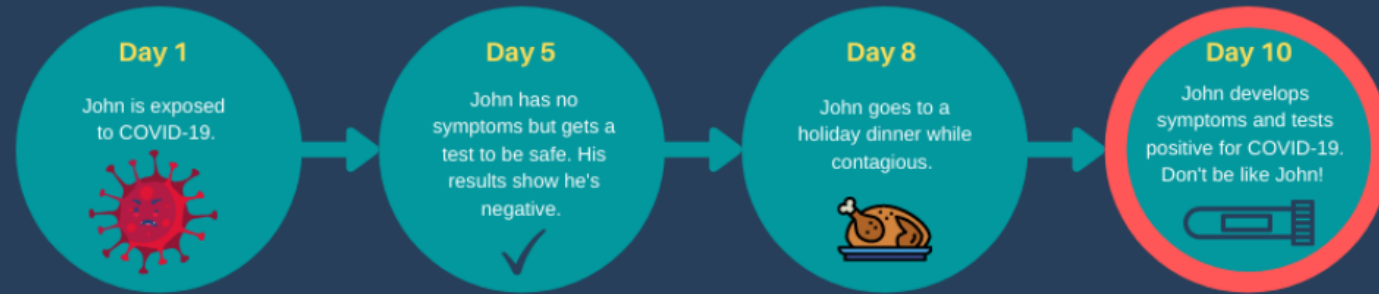 Day 1
John is exposed
to COVID-19.
Day 5
John has no
symptoms but gets a
test to be safe. His
results show he's
negative.
Day 8
John goes to a
holiday dinner while
contagious.
Day 10
John develops
symptoms and tests
positive for COVID-19.
Don't be like John!